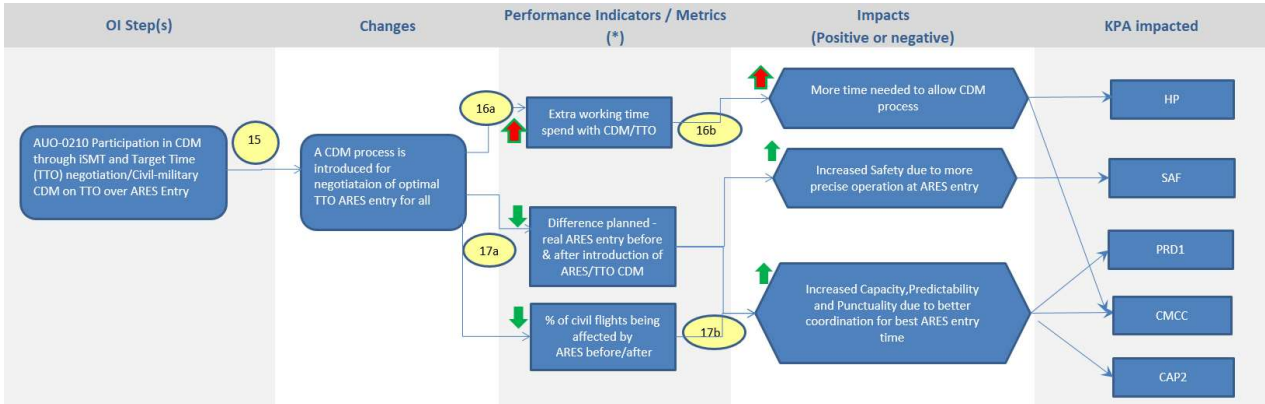 OI Step(s)
Changes
Performance Indicators / Metrics
(*)
Impacts
(Positive or negative)
KPA impacted
AUO-0210 Participation in CDM
through iSMT and Target Time
(TTO) negotiation/Civil-military
CDM on TTO over ARES Entry
15
A CDM process is
introduced for
negotiataion of optimal
TTO ARES entry for all
16a
17a
Extra working time
spend with CDM/TTO
Difference planned -
real ARES entry before
& after introduction of
ARES/TTO CDM
% of civil flights being
affected by
ARES before/after
16b
17b
More time needed to allow CDM
process
Increased Safety due to more
precise operation at ARES entry
Increased Capacity,Predictability
and Punctuality due to better
coordination for best ARES entry
time
HP
SAF
PRD1
CMCC
CAP2